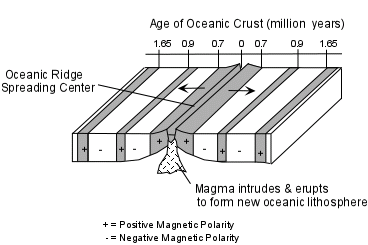 Age of Oceanic Crust (million years)
1.65 0.9 0.7 0 0.7 0.9 1.65
Oceanic Ridge
Spreading Center
+ - + - + + - + - +
Magma intrudes & erupts
to form new oceanic lithosphere
+ = Positive Magnetic Polarity
- = Negative Magnetic Polarity